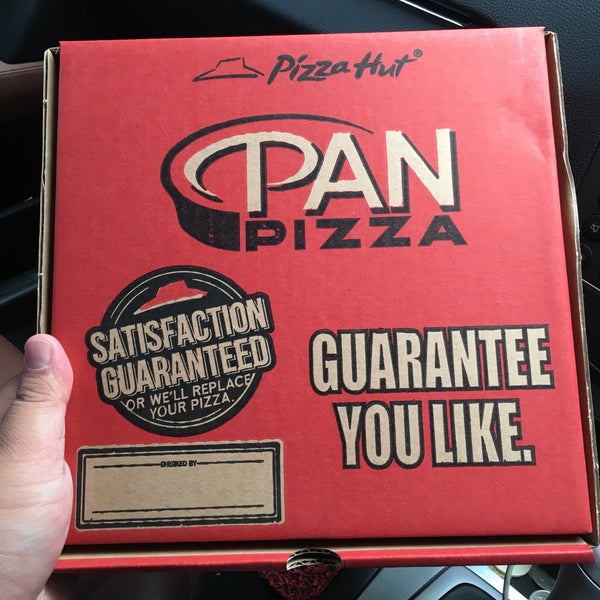 Pizza Hut®
PAN
PIZZA
SATISFACTION
GUARANTEED
OR WE'LL REPLACE
YOUR PIZZA.
GUARANTEE
YOU LIKE.
CHECKED BY